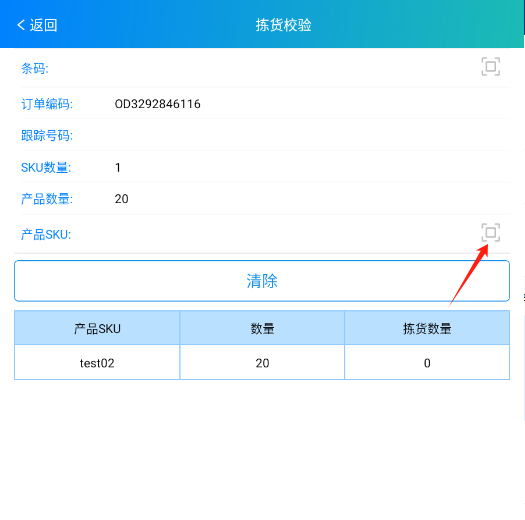 返回 拣货校验
条码:
订单编码: OD3292846116
跟踪号码:
SKU数量: 1
产品数量: 20
产品SKU:
清除
产品SKU 数量 拣货数量
test02 20 0